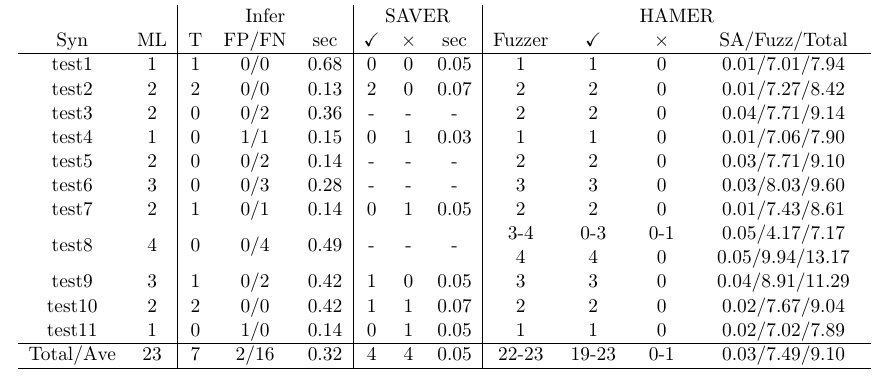 Infer SAVER HAMER
Syn ML T FP/FN sec ✓ × sec Fuzzer ✓ × SA/Fuzz/Total
test1 1 1 0/0 0.68 0 0 0.05 1 1 0 0.01/7.01/7.94
test2 2 2 0/0 0.13 2 0 0.07 2 2 0 0.01/7.27/8.42
test3 2 0 0/2 0.36 - - - 2 2 0 0.04/7.71/9.14
test4 1 0 1/1 0.15 0 1 0.03 1 1 0 0.01/7.06/7.90
test5 2 0 0/2 0.14 - - - 2 2 0 0.03/7.71/9.10
test6 3 0 0/3 0.28 - - - 3 3 0 0.03/8.03/9.60
test7 2 1 0/1 0.14 0 1 0.05 2 2 0 0.01/7.43/8.61
3-4 0-3 0-1 0.05/4.17/7.17
test8 4 0 0/4 0.49 - - -
4 4 0 0.05/9.94/13.17
test9 3 1 0/2 0.42 1 0 0.05 3 3 0 0.04/8.91/11.29
test10 2 2 0/0 0.42 1 1 0.07 2 2 0 0.02/7.67/9.04
test11 1 0 1/0 0.14 0 1 0.05 1 1 0 0.02/7.02/7.89
Total/Ave 23 7 2/16 0.32 4 4 0.05 22-23 19-23 0-1 0.03/7.49/9.10